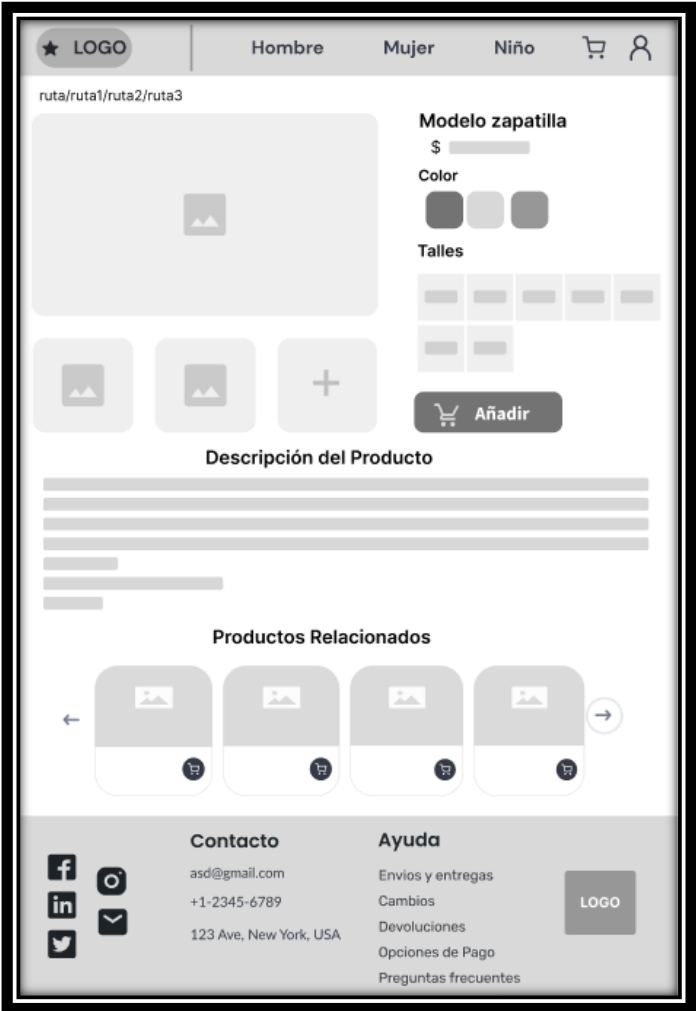 LOGO
Hombre
Mujer
Niño
ruta/ruta1/ruta2/ruta3
Modelo zapatilla
$
Color
Talles
Añadir
Descripción del Producto
Productos Relacionados
Contacto
asd@gmail.com
+1-2345-6789
123 Ave, New York, USA
Ayuda
Envios y entregas
Cambios
Devoluciones
Opciones de Pago
Preguntas frecuentes
LOGO